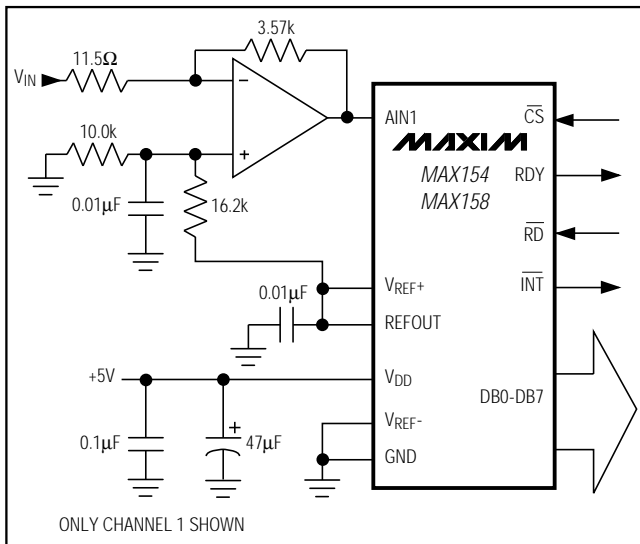 3.57k
11.5Ω
VIN
−
+
10.0k
0.01µF
16.2k
AIN1
CS
MAXIM
MAX154
MAX158
RDY
RD
INT
0.01µF
VREF+
REFOUT
+5V
VDD
DB0-DB7
VREF-
GND
0.1µF
+
47µF
ONLY CHANNEL 1 SHOWN